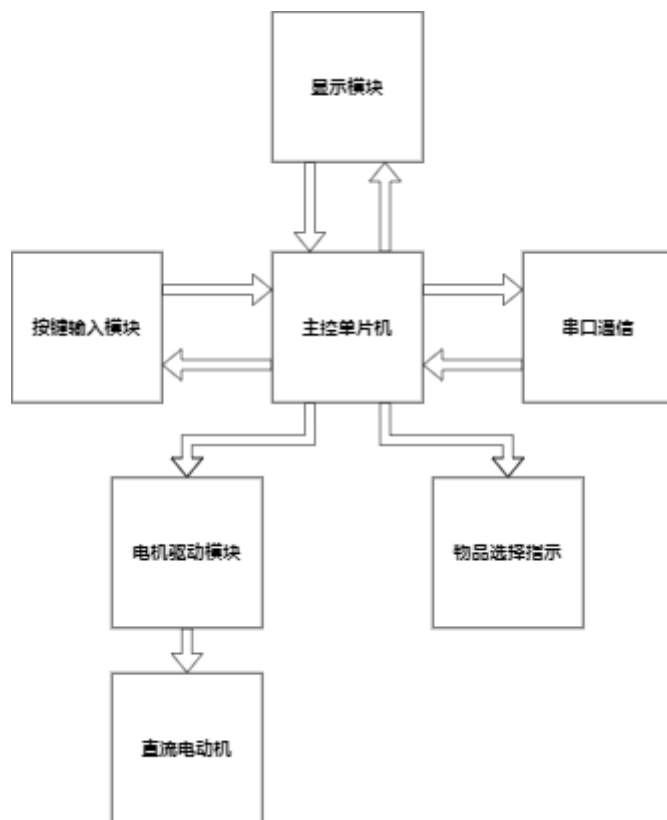 显示模块
按键输入模块
主控单片机
串口通信
电机驱动模块
物品选择指示
直流电动机